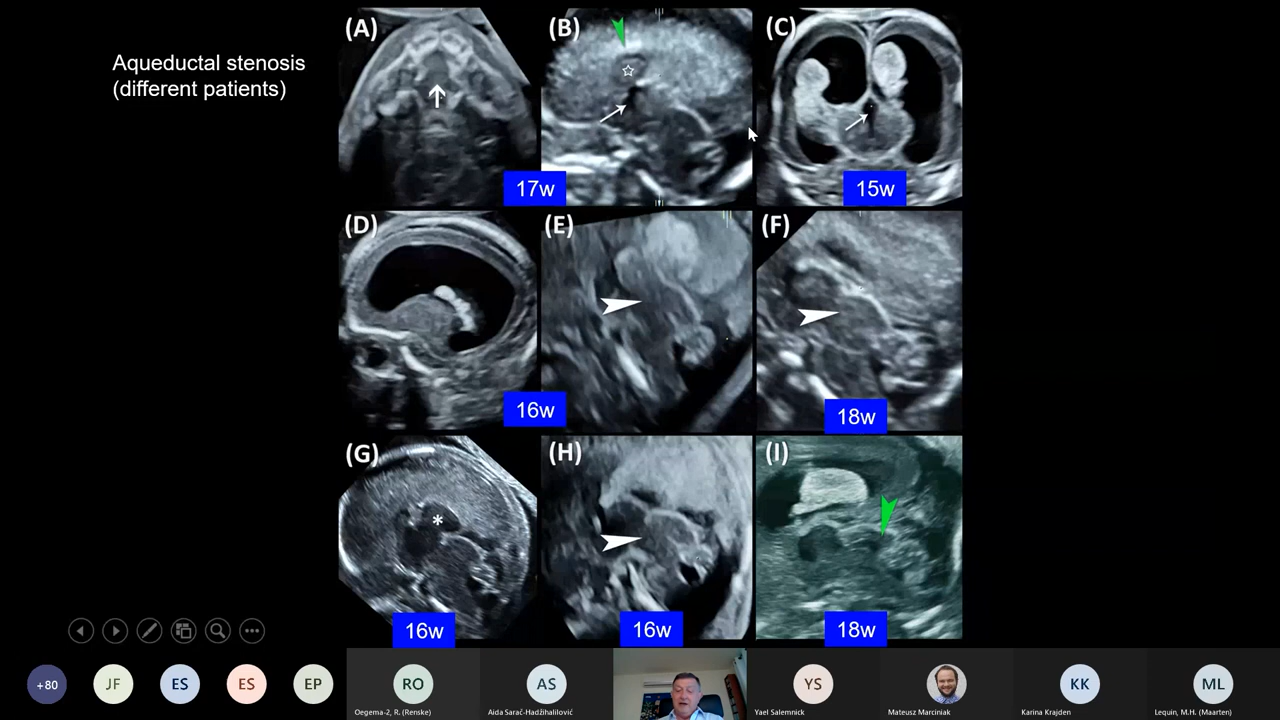 Aqueductal stenosis
(different patients)
(A)
(B)
(C)
17w
15w
(D)
(E)
(F)
16w
18w
(G)
*
(H)
(I)
16w
16w
18w
+80
JF
ES
ES
EP
RO
AS
YS
KK
ML
Oegema-2, R. (Renske)
Aida Sarač-Hadžihalilović
Yael Salemnick
Mateusz Marciniak
Karina Krajden
Lequin, M.H. (Maarten)